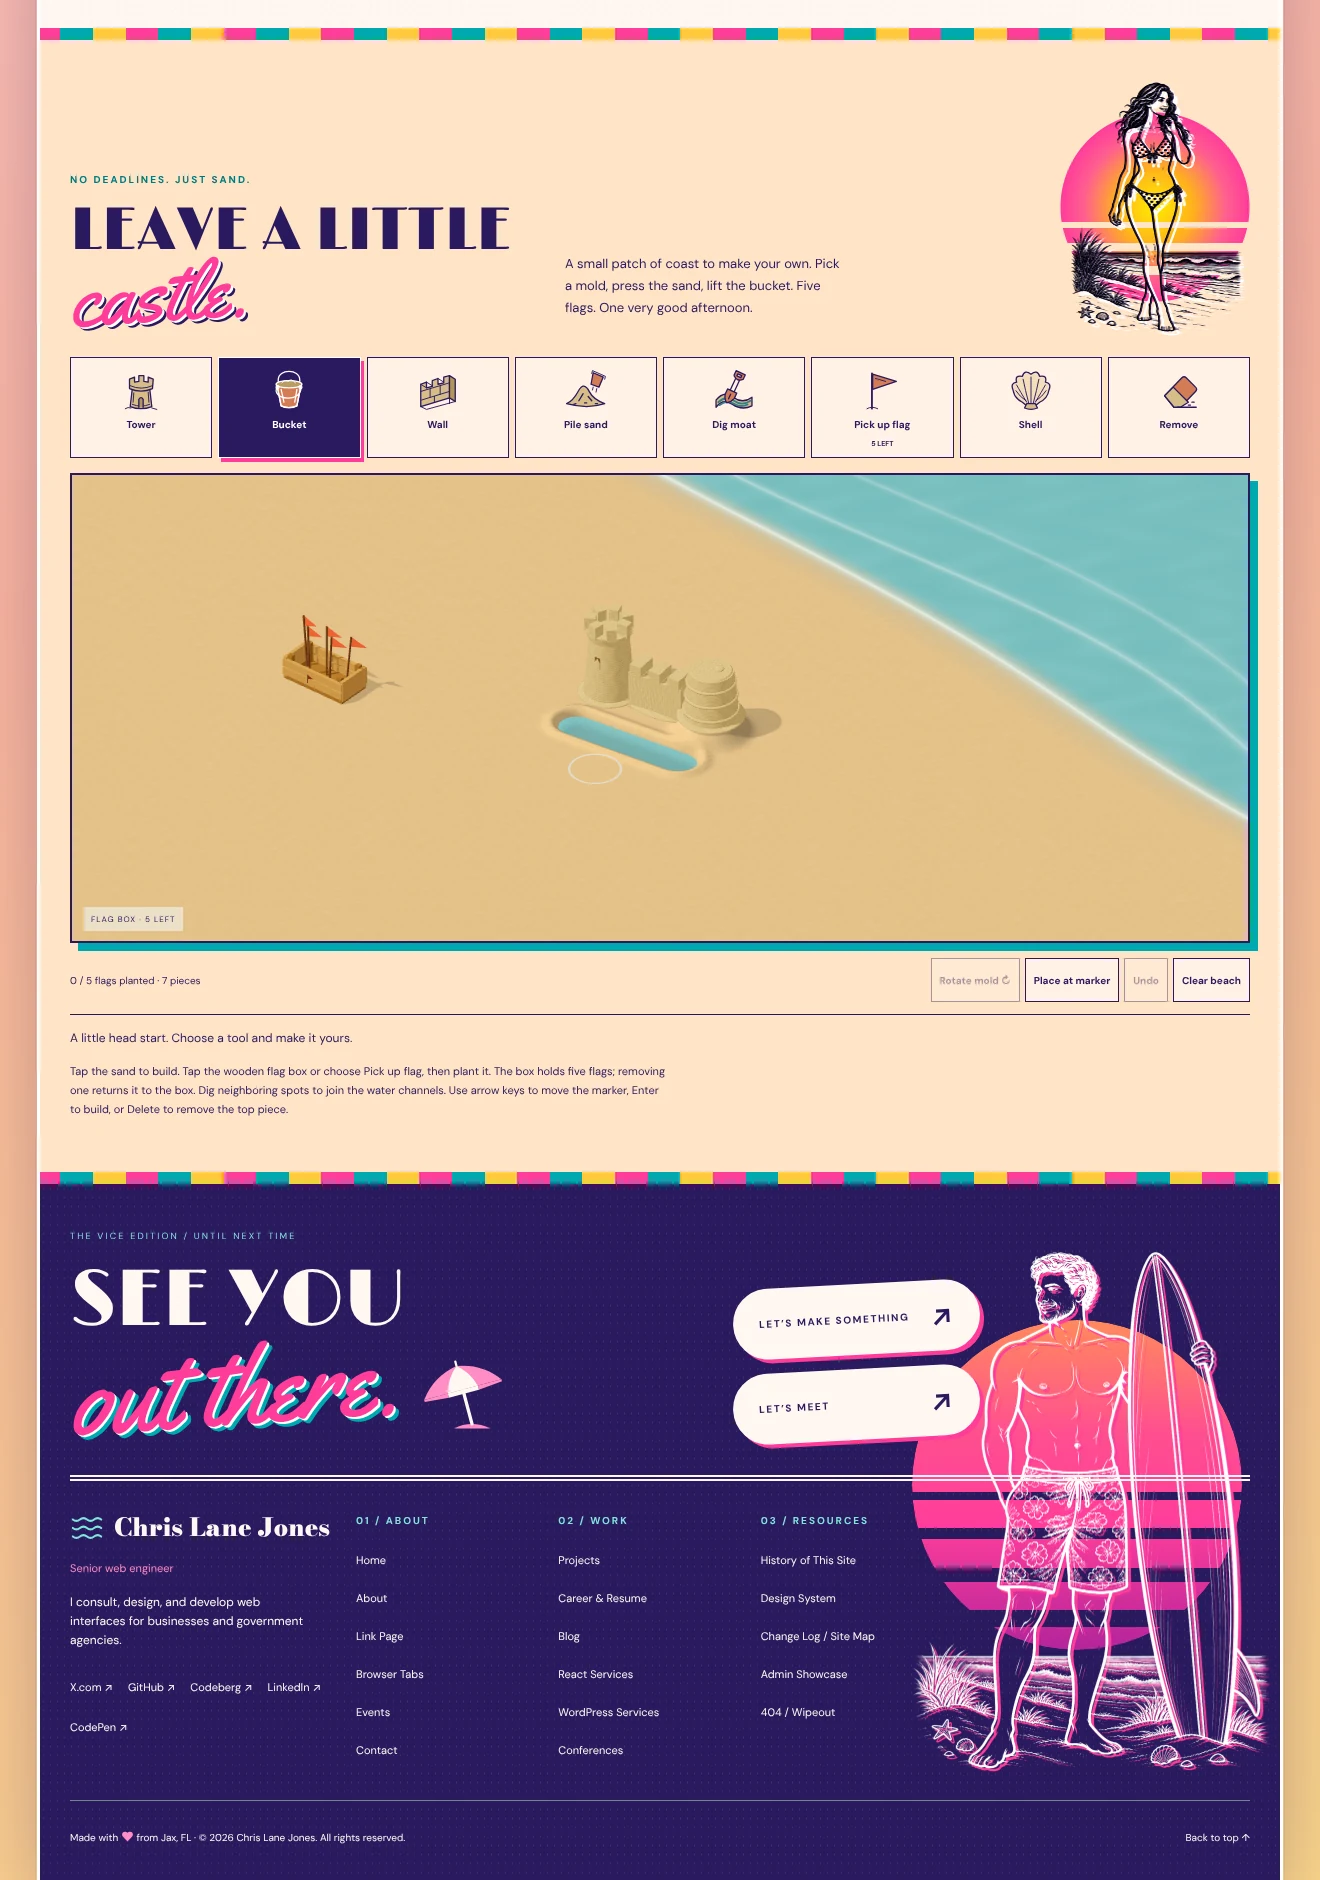 NO DEADLINES. JUST SAND.
LEAVE A LITTLE
castle.
A small patch of coast to make your own. Pick
a mold, press the sand, lift the bucket. Five
flags. One very good afternoon.
Tower
Bucket
Wall
Pile sand
Dig moat
Pick up flag
5 LEFT
Shell
Remove
FLAG BOX · 5 LEFT
0 / 5 flags planted · 7 pieces
Rotate mold ↻
Place at marker
Undo
Clear beach
A little head start. Choose a tool and make it yours.
Tap the sand to build. Tap the wooden flag box or choose Pick up flag, then plant it. The box holds five flags; removing
one returns it to the box. Dig neighboring spots to join the water channels. Use arrow keys to move the marker, Enter
to build, or Delete to remove the top piece.
THE VICE EDITION / UNTIL NEXT TIME
SEE YOU
out there.
LET'S MAKE SOMETHING ↗
LET'S MEET ↗
Chris Lane Jones
Senior web engineer
I consult, design, and develop web
interfaces for businesses and government
agencies.
X.com ↗ GitHub ↗ Codeberg ↗ LinkedIn ↗
CodePen ↗
01 / ABOUT
Home
About
Link Page
Browser Tabs
Events
Contact
02 / WORK
Projects
Career & Resume
Blog
React Services
WordPress Services
Conferences
03 / RESOURCES
History of This Site
Design System
Change Log / Site Map
Admin Showcase
404 / Wipeout
Made with ♥ from Jax, FL · © 2026 Chris Lane Jones. All rights reserved.
Back to top ↑